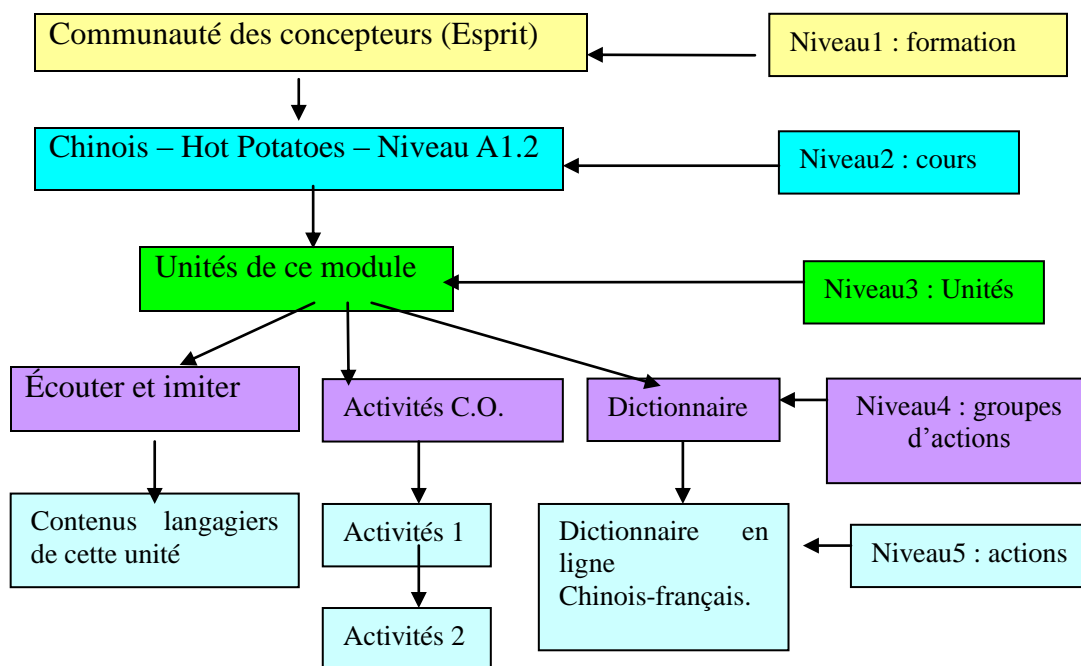 Communauté des concepteurs (Esprit)
Niveau1 : formation
Chinois – Hot Potatoes – Niveau A1.2
Niveau2 : cours
Unités de ce module
Niveau3 : Unités
Écouter et imiter
Activités C.O.
Dictionnaire
Niveau4 : groupes
d’actions
Contenus langagiers
de cette unité
Activités 1
Dictionnaire en
ligne
Chinois-français.
Niveau5 : actions
Activités 2